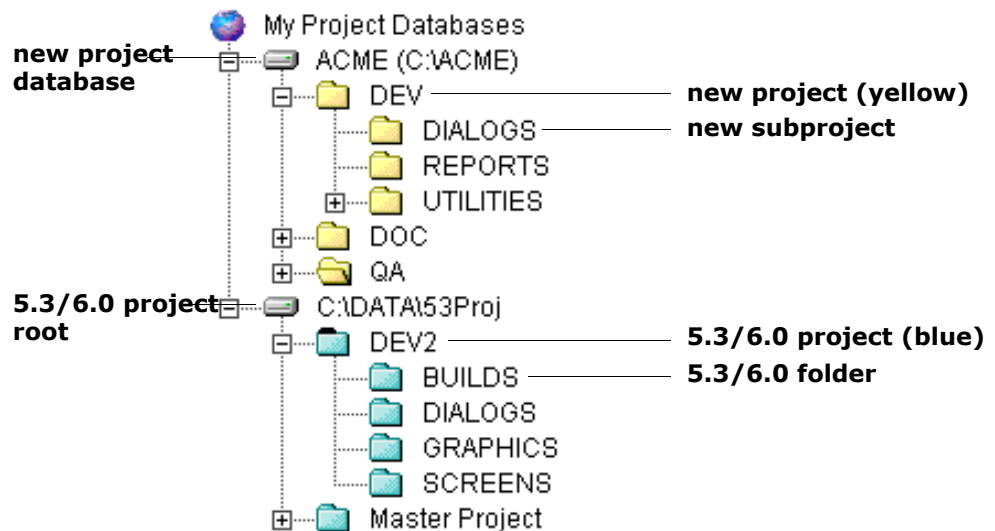 My Project Databases
new project
database
ACME (C:\ACME)
DEV
new project (yellow)
DIALOGS
new subproject
REPORTS
UTILITIES
DOC
QA
5.3/6.0 project
root
C:\DATA\53Proj
DEV2
5.3/6.0 project (blue)
BUILDS
5.3/6.0 folder
DIALOGS
GRAPHICS
SCREENS
Master Project